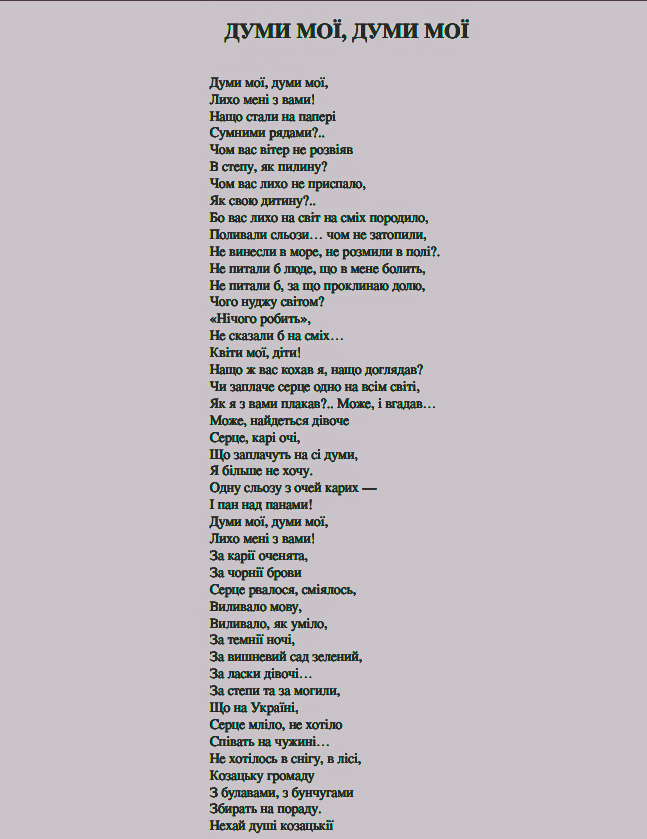 ДУМИ МОЇ, ДУМИ МОЇ
Думи мої, думи мої,
Лихо мені з вами!
Нащо стали на папері
Сумними рядами?..
Чом вас вітер не розвіяв
В степу, як пилину?
Чом вас лихо не приспало,
Як свою дитину?..
Бо вас лихо на світ на сміх породило,
Поливали сльози… чом не затопили,
Не винесли в море, не розмили в полі?.
Не питали б люде, що в мене болить,
Не питали б, за що проклинаю долю,
Чого нуджу світом?
«Нічого робить»,
Не сказали б на сміх…
Квіти мої, діти!
Нащо ж вас кохав я, нащо доглядав?
Чи заплаче серце одно на всім світі,
Як я з вами плакав?.. Може, і вгадав…
Може, найдеться дівоче
Серце, карі очі,
Що заплачуть на сі думи,
Я більше не хочу.
Одну сльозу з очей карих —
І пан над панами!
Думи мої, думи мої,
Лихо мені з вами!
За карії оченята,
За чорнії брови
Серце рвалося, сміялось,
Виливало мову,
Виливало, як уміло,
За темнії ночі,
За вишневий сад зелений,
За ласки дівочі…
За степи та за могили,
Що на Україні,
Серце мліло, не хотіло
Співать на чужині…
Не хотілось в снігу, в лісі,
Козацьку громаду
З булавами, з бунчугами
Збирать на пораду.
Нехай душі козацькії